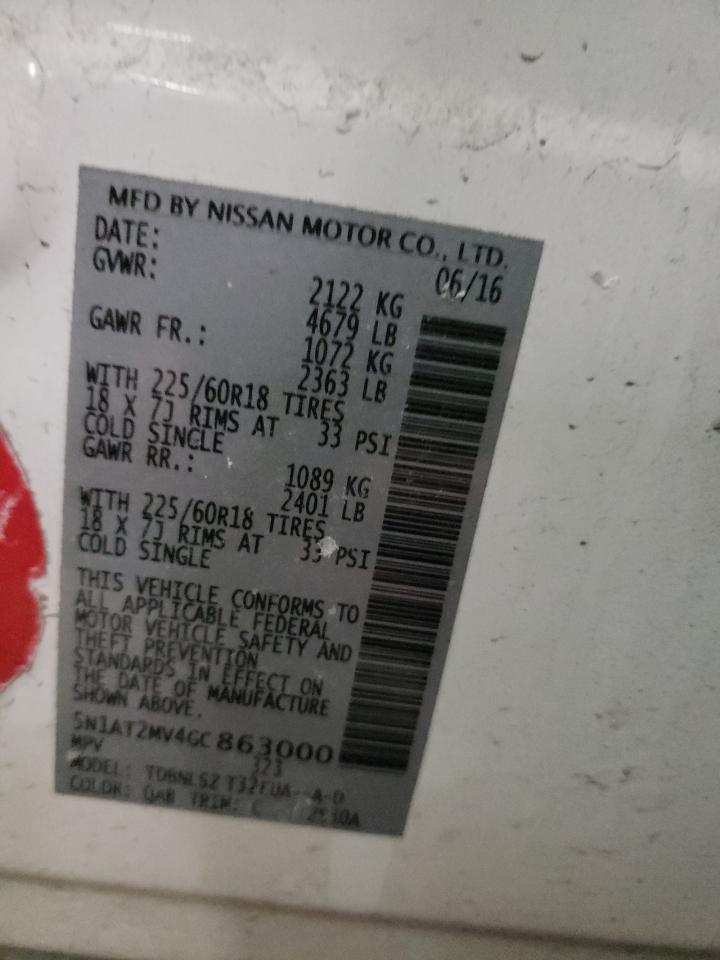 MFD BY NISSAN MOTOR CO., LTD.
DATE: 06/16
GVWR: 2122 KG
4679 LB
GAWR FR.: 1072 KG
2363 LB
WITH 225/60R18 TIRES
18 X 7J RIMS AT 33 PSI
COLD SINGLE
GAWR RR.: 1089 KG
2401 LB
WITH 225/60R18 TIRES
18 X 7J RIMS AT 33 PSI
COLD SINGLE
THIS VEHICLE CONFORMS TO
ALL APPLICABLE FEDERAL
MOTOR VEHICLE SAFETY AND
THEFT PREVENTION
STANDARDS IN EFFECT ON
THE DATE OF MANUFACTURE
SHOWN ABOVE.
5N1AT2MV4GC863000
MPV 323
MODEL:
COLOR: QAB TRIM: